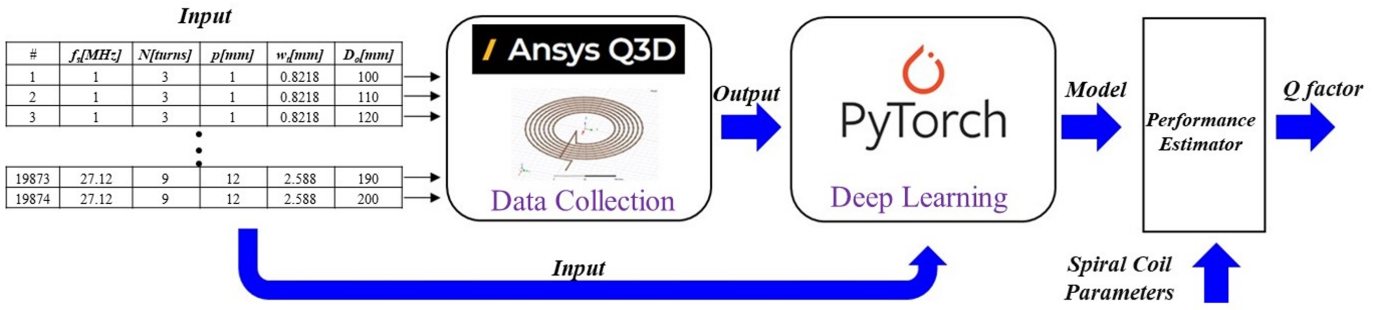 Input
# fs[MHz] N[turns] p[mm] wd[mm] Do[mm]
1 1 3 1 0.8218 100
2 1 3 1 0.8218 110
3 1 3 1 0.8218 120
19873 27.12 9 12 2.588 190
19874 27.12 9 12 2.588 200
Ansys Q3D
Data Collection
Output
PyTorch
Deep Learning
Model
Performance
Estimator
Q factor
Input
Spiral Coil
Parameters